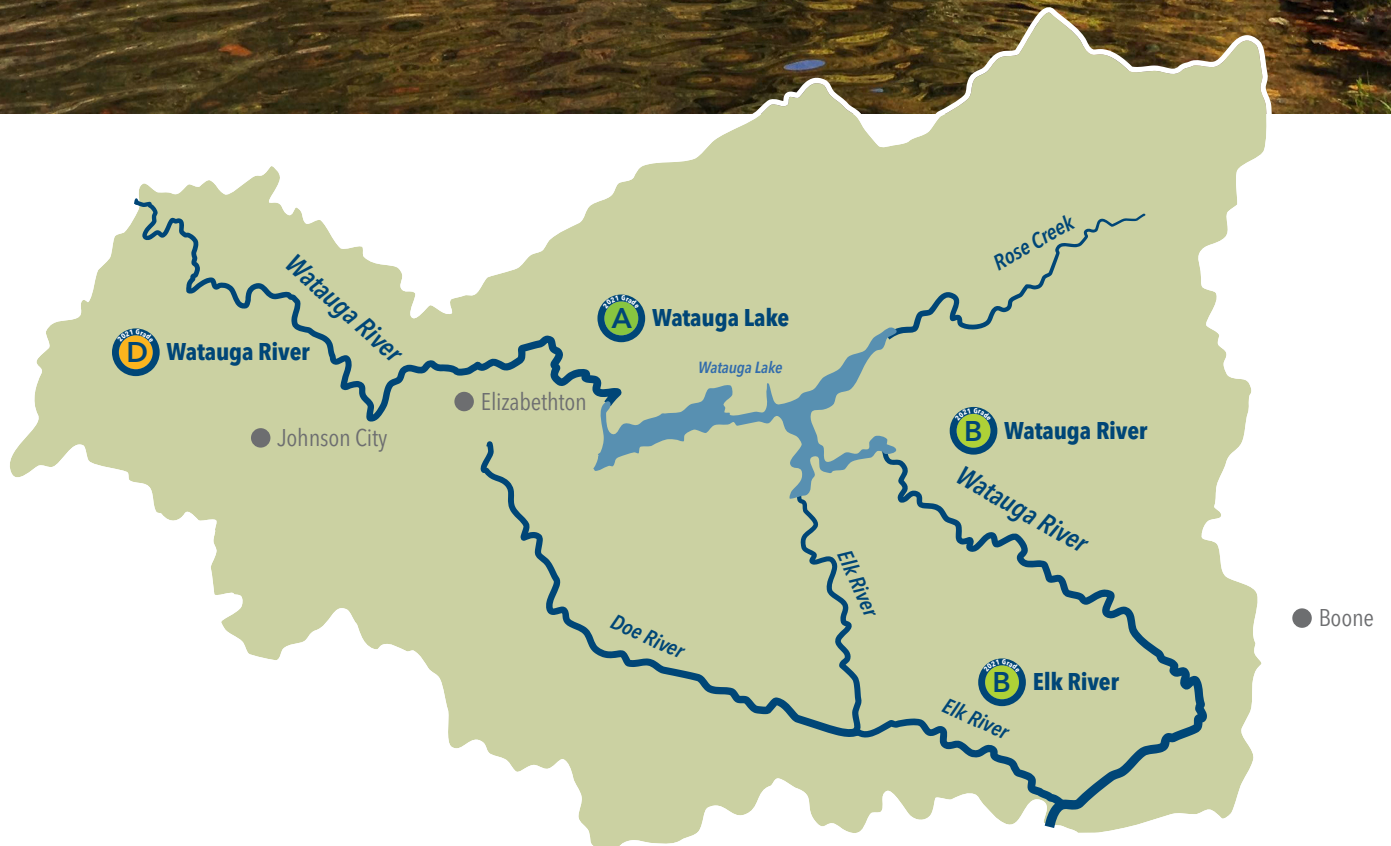 Rose Creek
Watauga River
2021 Grade
A
Watauga Lake
2021 Grade
D
Watauga River
Watauga Lake
Elizabethton
2021 Grade
B
Watauga River
Johnson City
Watauga River
Elk River
Boone
Doe River
2021 Grade
B
Elk River
Elk River